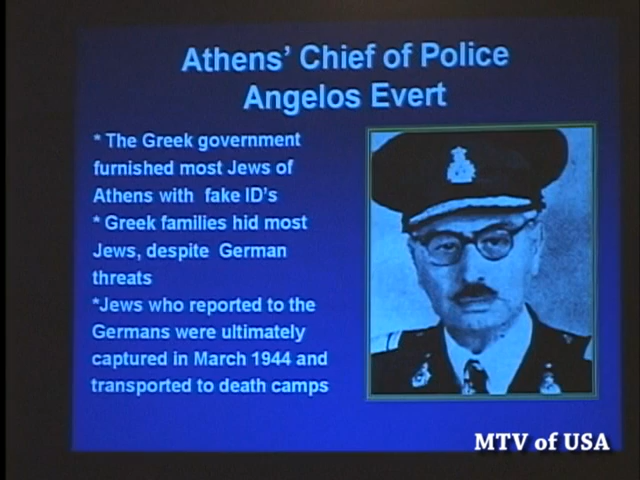 Athens’ Chief of Police
Angelos Evert
* The Greek government
furnished most Jews of
Athens with fake ID’s
* Greek families hid most
Jews, despite German
threats
*Jews who reported to the
Germans were ultimately
captured in March 1944 and
transported to death camps
MTV of USA